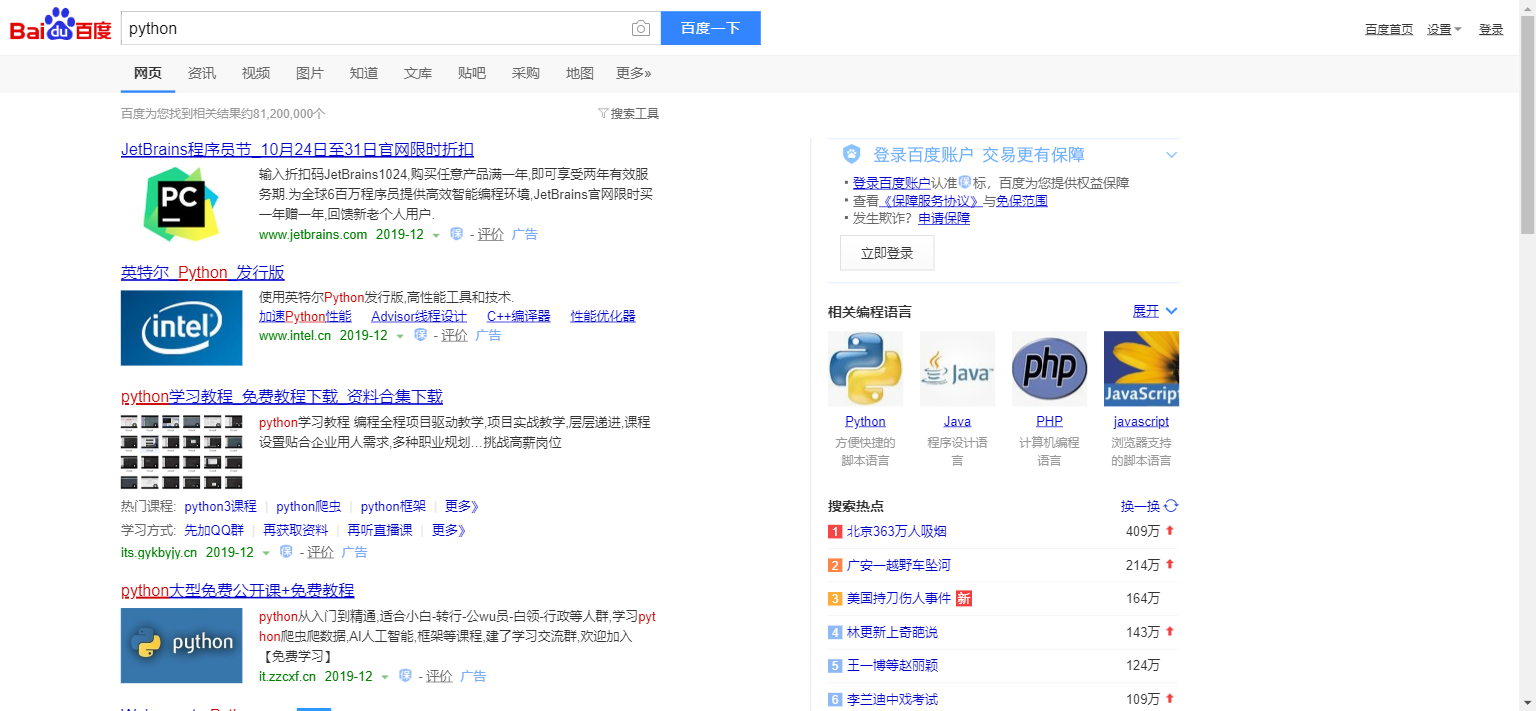 Bai du 百度
python
百度一下
百度首页 设置 登录
网页 资讯 视频 图片 知道 文库 贴吧 采购 地图 更多»
百度为您找到相关结果约81,200,000个
搜索工具
JetBrains程序员节_10月24日至31日官网限时折扣
PC
输入折扣码JetBrains1024,购买任意产品满一年,即可享受两年有效服
务期.为全球6百万程序员提供高效智能编程环境,JetBrains官网限时买
一年赠一年,回馈新老个人用户.
www.jetbrains.com 2019-12 保 - 评价 广告
英特尔_Python_发行版
intel
使用英特尔Python发行版,高性能工具和技术.
加速Python性能 Advisor线程设计 C++编译器 性能优化器
www.intel.cn 2019-12 保 - 评价 广告
python学习教程_免费教程下载_资料合集下载
python学习教程 编程全程项目驱动教学,项目实战教学,层层递进,课程
设置贴合企业用人需求,多种职业规划...挑战高薪岗位
热门课程: python3课程 | python爬虫 | python框架 | 更多》
学习方式: 先加QQ群 | 再获取资料 | 再听直播课 | 更多》
its.gykbyjy.cn 2019-12 保 - 评价 广告
python大型免费公开课+免费教程
python
python从入门到精通,适合小白-转行-公wu员-白领-行政等人群,学习pyt
hon爬虫爬数据,AI人工智能,框架等课程,建了学习交流群,欢迎加入
【免费学习】
it.zzcxf.cn 2019-12 保 - 评价 广告
登录百度账户 交易更有保障
登录百度账户认准保标，百度为您提供权益保障
查看《保障服务协议》与免保范围
发生欺诈？申请保障
立即登录
相关编程语言 展开
Java php JavaScript
Python Java PHP javascript
方便快捷的 程序设计语 计算机编程 浏览器支持
脚本语言 言 语言 的脚本语言
搜索热点 换一换
1 北京363万人吸烟 409万
2 广安一越野车坠河 214万
3 美国持刀伤人事件 新 164万
4 林更新上奇葩说 143万
5 王一博等赵丽颖 124万
6 李兰迪中戏考试 109万